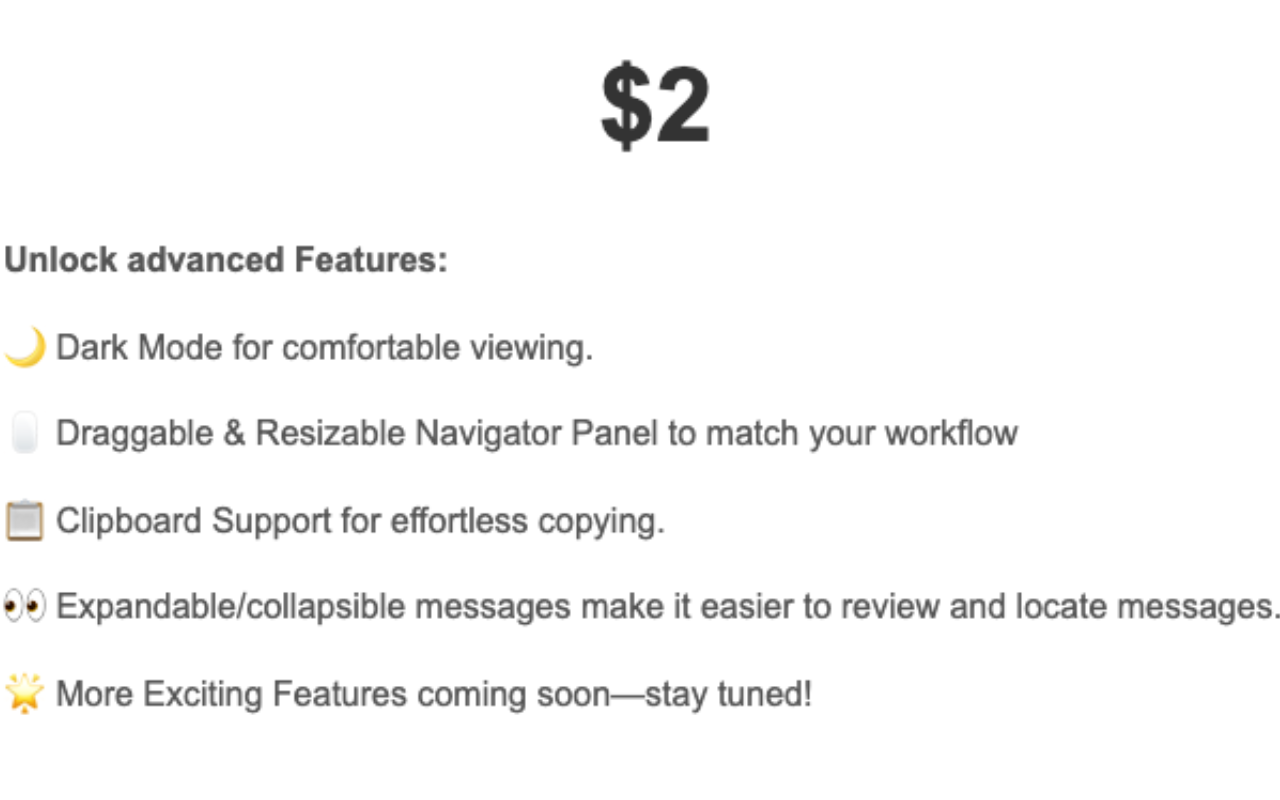 $2
Unlock advanced Features:
🌙 Dark Mode for comfortable viewing.
Draggable & Resizable Navigator Panel to match your workflow
📋 Clipboard Support for effortless copying.
👀 Expandable/collapsible messages make it easier to review and locate messages.
🌟 More Exciting Features coming soon—stay tuned!